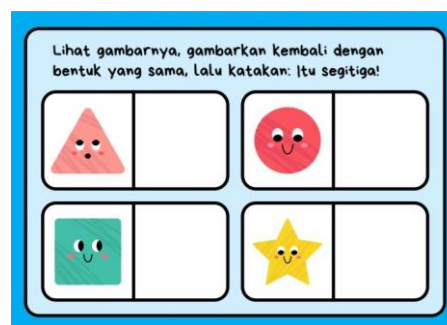 Lihat gambarnya, gambarkan kembali dengan
bentuk yang sama, lalu katakan: Itu segitiga!